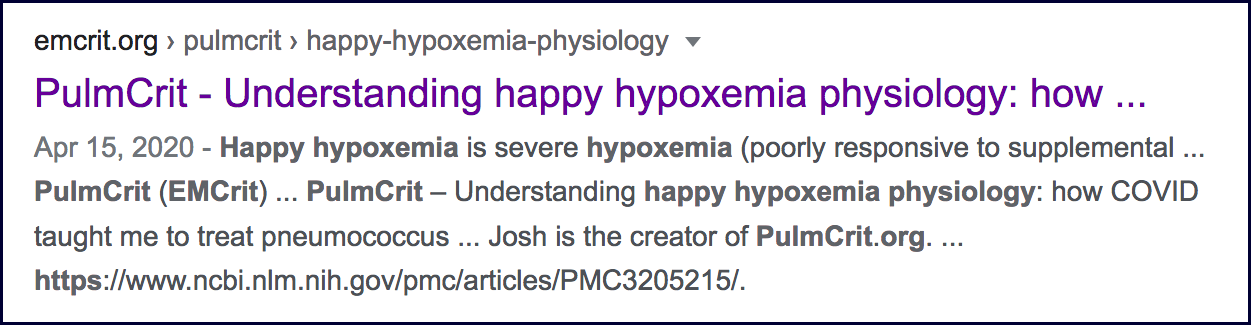 emcrit.org › pulmcrit › happy-hypoxemia-physiology
PulmCrit - Understanding happy hypoxemia physiology: how ...
Apr 15, 2020 - Happy hypoxemia is severe hypoxemia (poorly responsive to supplemental ...
PulmCrit (EMCrit) ... PulmCrit – Understanding happy hypoxemia physiology: how COVID
taught me to treat pneumococcus ... Josh is the creator of PulmCrit.org. ...
https://www.ncbi.nlm.nih.gov/pmc/articles/PMC3205215/.